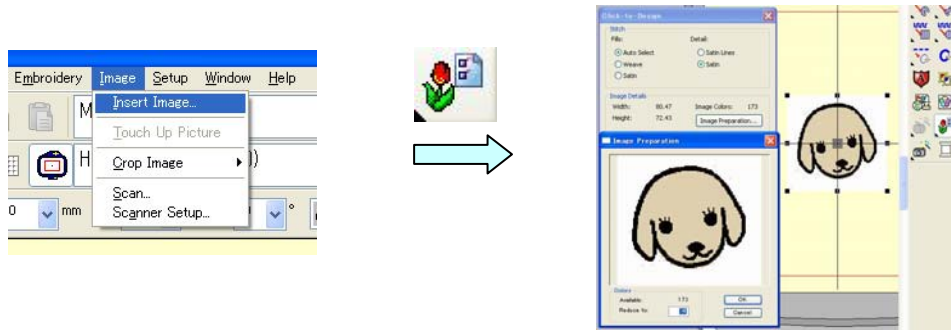 Embroidery Image Setup Window Help
Insert Image...
M
Touch Up Picture
H
Crop Image
))
Scan...
0 mm
Scanner Setup...
°
Click-to-Design
Stitch
Fills: Detail:
Auto Select Satin Lines
Weave Satin
Satin
Image Details
Width: 80.47 Image Colors: 173
Height: 72.43 Image Preparation...
Image Preparation
Colors
Available: 173 OK
Reduce to: Cancel